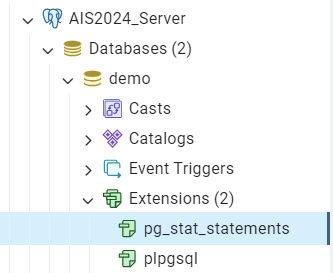 AIS2024_Server
Databases (2)
demo
Casts
Catalogs
Event Triggers
Extensions (2)
pg_stat_statements
plpgsql